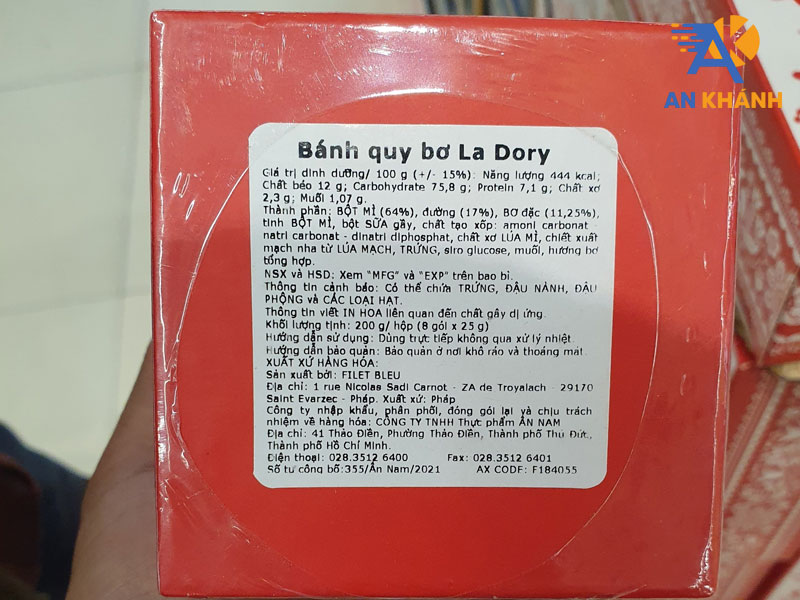 AN KHÁNH
Bánh quy bơ La Dory
Giá trị dinh dưỡng/ 100 g (+/- 15%): Năng lượng 444 kcal;
Chất béo 12 g; Carbohydrate 75,8 g; Protein 7,1 g; Chất xơ
2,3 g; Muối 1,07 g.
Thành phần: BỘT MÌ (64%), đường (17%), BƠ đặc (11,25%),
tinh BỘT MÌ, bột SỮA gầy, chất tạo xốp: amoni carbonat -
natri carbonat - dinatri diphosphat, chất xơ LÚA MÌ, chiết xuất
mạch nha từ LÚA MẠCH, TRỨNG, siro glucose, muối, hương bơ
tổng hợp.
NSX và HSD: Xem "MFG" và "EXP" trên bao bì.
Thông tin cảnh báo: Có thể chứa TRỨNG, ĐẬU NÀNH, ĐẬU
PHỘNG và CÁC LOẠI HẠT.
Thông tin viết IN HOA liên quan đến chất gây dị ứng.
Khối lượng tịnh: 200 g/ hộp (8 gói x 25 g)
Hướng dẫn sử dụng: Dùng trực tiếp không qua xử lý nhiệt.
Hướng dẫn bảo quản: Bảo quản ở nơi khô ráo và thoáng mát.
XUẤT XỨ HÀNG HÓA:
Sản xuất bởi: FILET BLEU
Địa chỉ: 1 rue Nicolas Sadi Carnot - ZA de Troyalach - 29170
Saint Evarzec - Pháp. Xuất xứ: Pháp
Công ty nhập khẩu, phân phối, đóng gói lại và chịu trách
nhiệm về hàng hóa: CÔNG TY TNHH Thực phẩm ÂN NAM
Địa chỉ: 41 Thảo Điền, Phường Thảo Điền, Thành phố Thủ Đức,
Thành phố Hồ Chí Minh.
Điện thoại: 028.3512 6400 Fax: 028.3512 6401
Số tự công bố:355/Ân Nam/2021 AX CODE: F184055